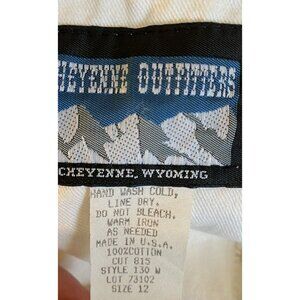 CHEYENNE OUTFITTERS
CHEYENNE, WYOMING
HAND WASH COLD,
LINE DRY.
DO NOT BLEACH.
WARM IRON
AS NEEDED
MADE IN U.S.A.
100%COTTON
CUT 815
STYLE 130 W
LOT 73102
SIZE 12